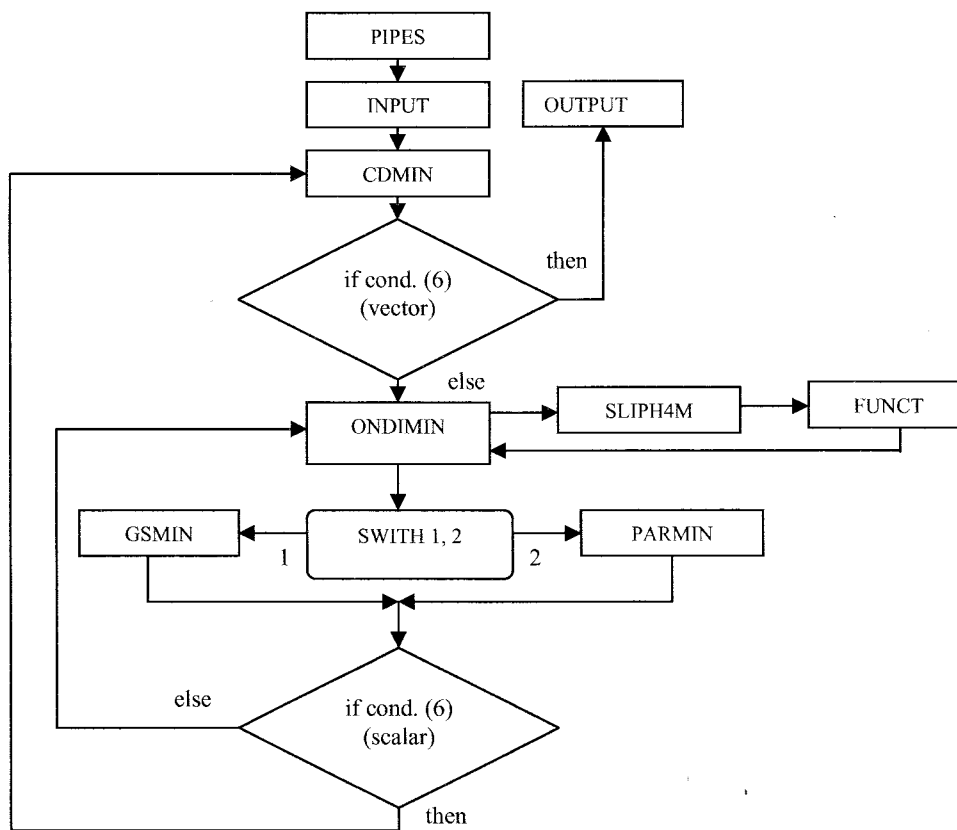 PIPES
INPUT
OUTPUT
CDMIN
if cond. (6)
(vector)
then
else
ONDIMIN
SLIPH4M
FUNCT
GSMIN
1
SWITH 1, 2
2
PARMIN
else
if cond. (6)
(scalar)
then